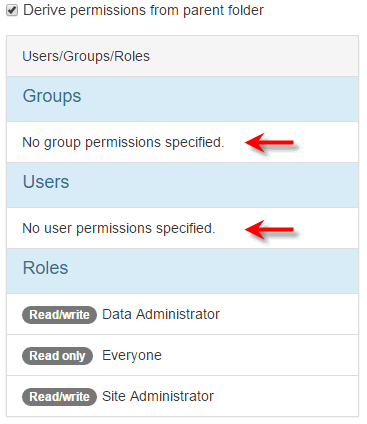 Derive permissions from parent folder
Users/Groups/Roles
Groups
No group permissions specified.
Users
No user permissions specified.
Roles
Read/write Data Administrator
Read only Everyone
Read/write Site Administrator